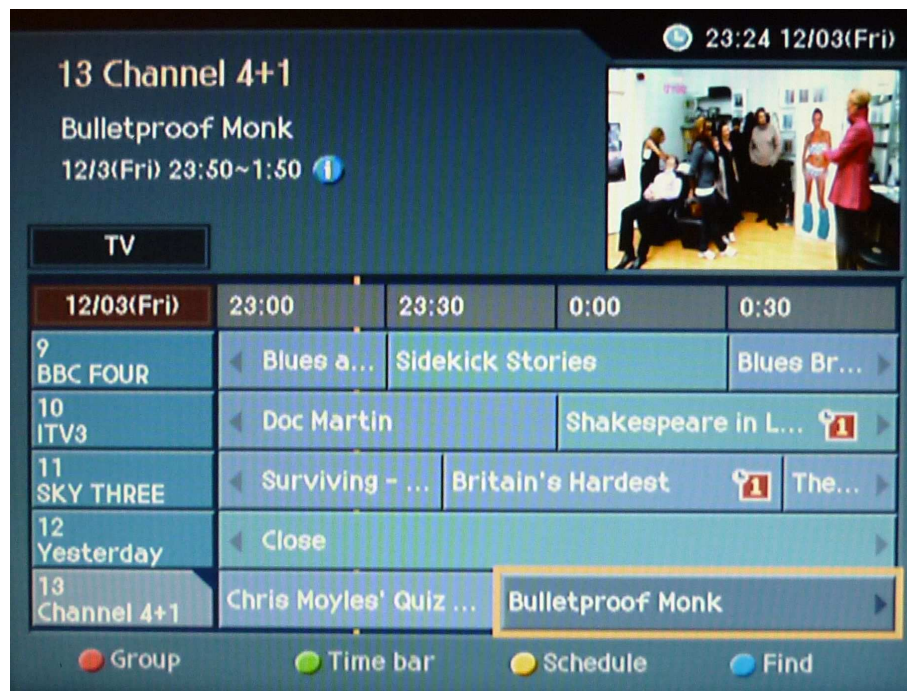 23:24 12/03(Fri)
13 Channel 4+1
Bulletproof Monk
12/3(Fri) 23:50~1:50
TV
12/03(Fri) 23:00 23:30 0:00 0:30
9
BBC FOUR
Blues a... Sidekick Stories Blues Br...
10
ITV3
Doc Martin Shakespeare in L... 1
11
SKY THREE
Surviving - ... Britain's Hardest 1 The...
12
Yesterday
Close
13
Channel 4+1
Chris Moyles' Quiz ... Bulletproof Monk
Group Time bar Schedule Find